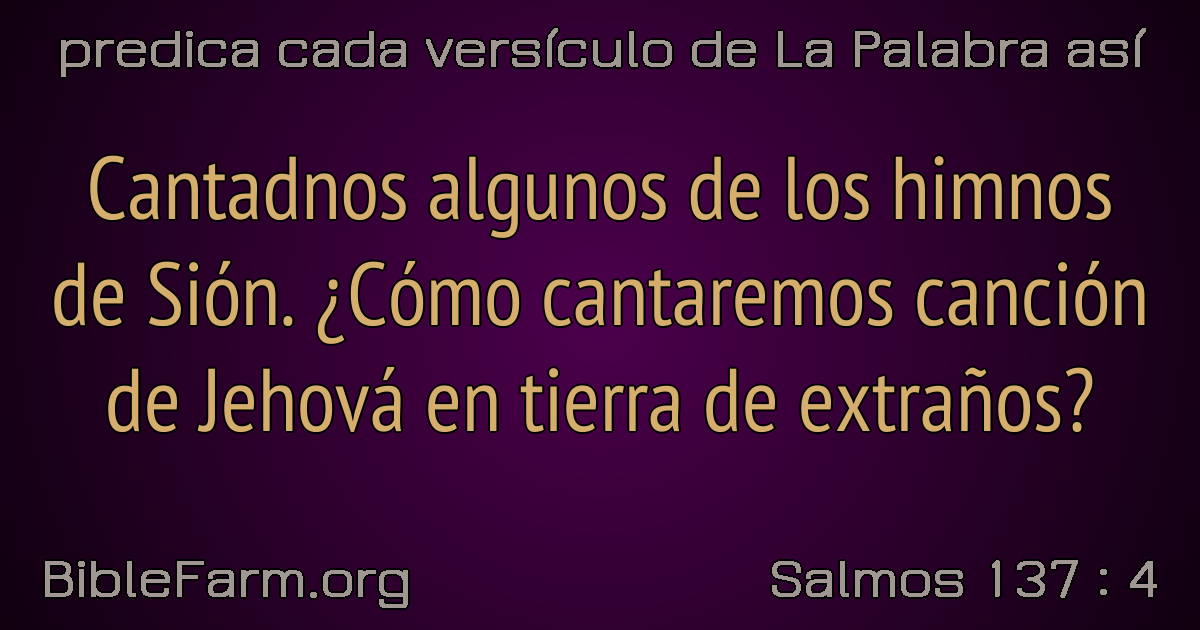 predica cada versículo de La Palabra así
Cantadnos algunos de los himnos
de Sión. ¿Cómo cantaremos canción
de Jehová en tierra de extraños?
BibleFarm.org
Salmos 137 : 4